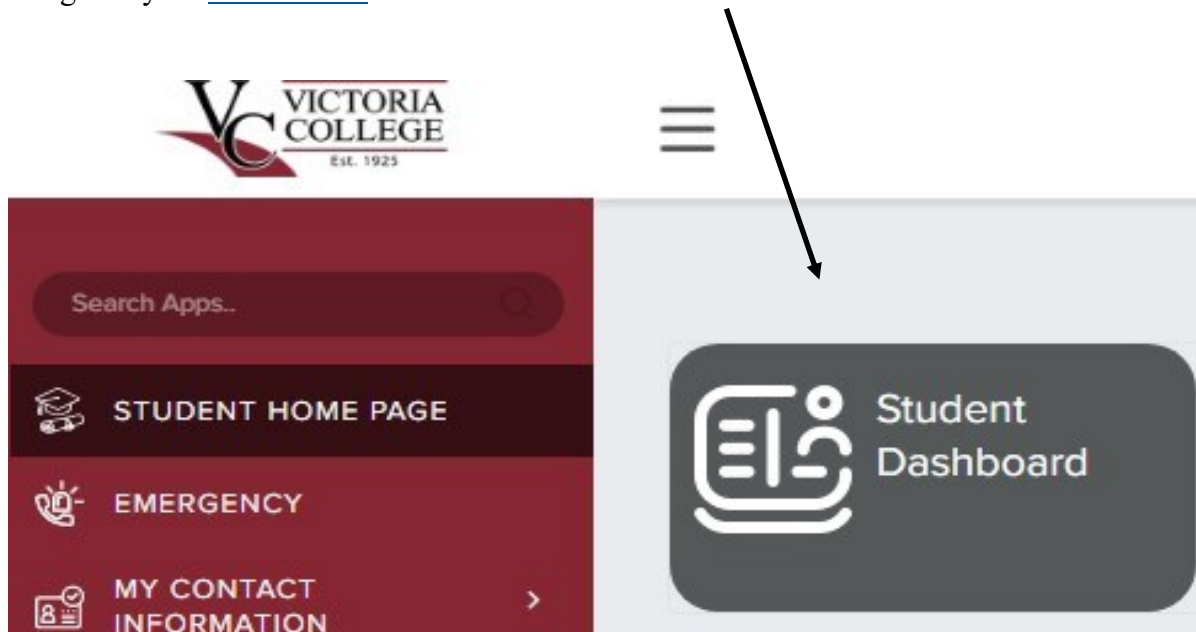 VICTORIA
COLLEGE
Est. 1925
Search Apps..
STUDENT HOME PAGE
EMERGENCY
MY CONTACT
INFORMATION
Student
Dashboard